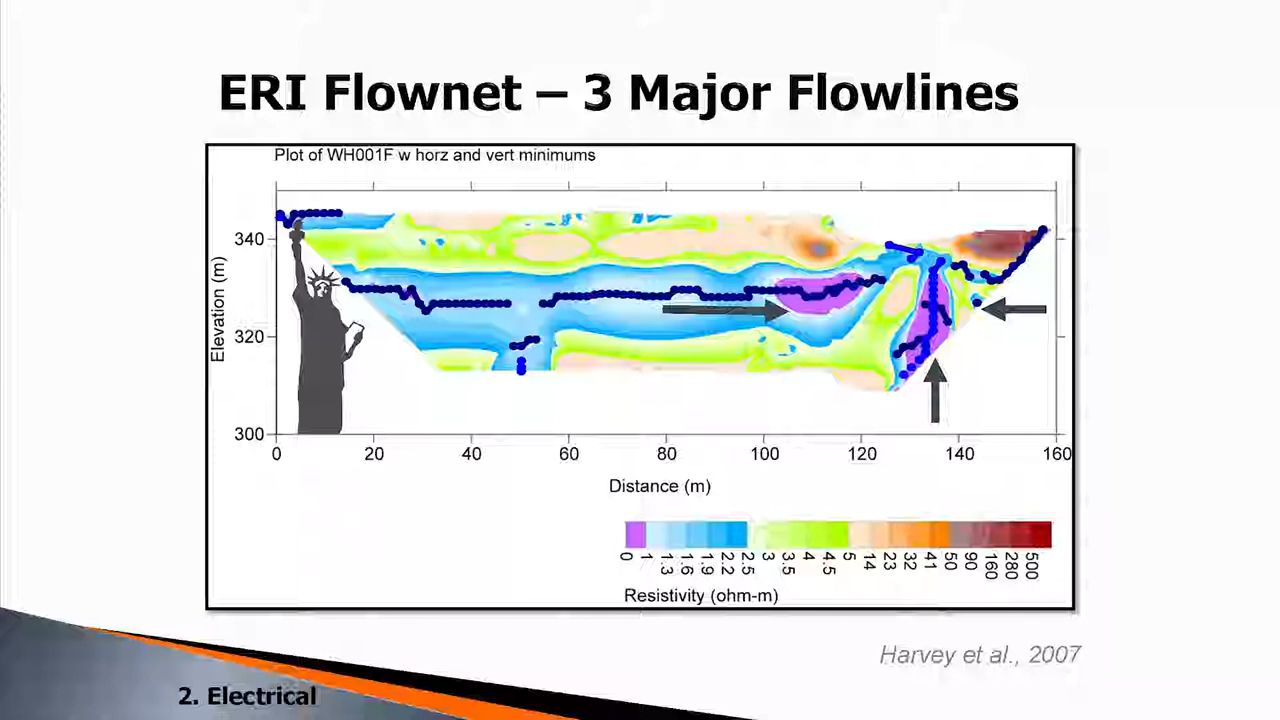 ERI Flownet – 3 Major Flowlines
Plot of WH001F w horz and vert minimums
340
320
300
Elevation (m)
0 20 40 60 80 100 120 140 160
Distance (m)
0 1 1.3 1.6 1.9 2.2 2.5 3 3.5 4 4.5 5 14 23 32 41 50 90 160 280 500
Resistivity (ohm-m)
Harvey et al., 2007
2. Electrical